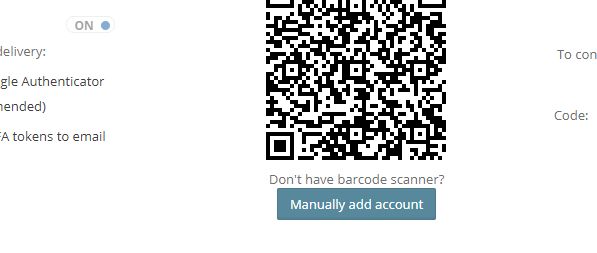 ON
delivery:
gle Authenticator
nended)
FA tokens to email
Don't have barcode scanner?
Manually add account
To con
Code: